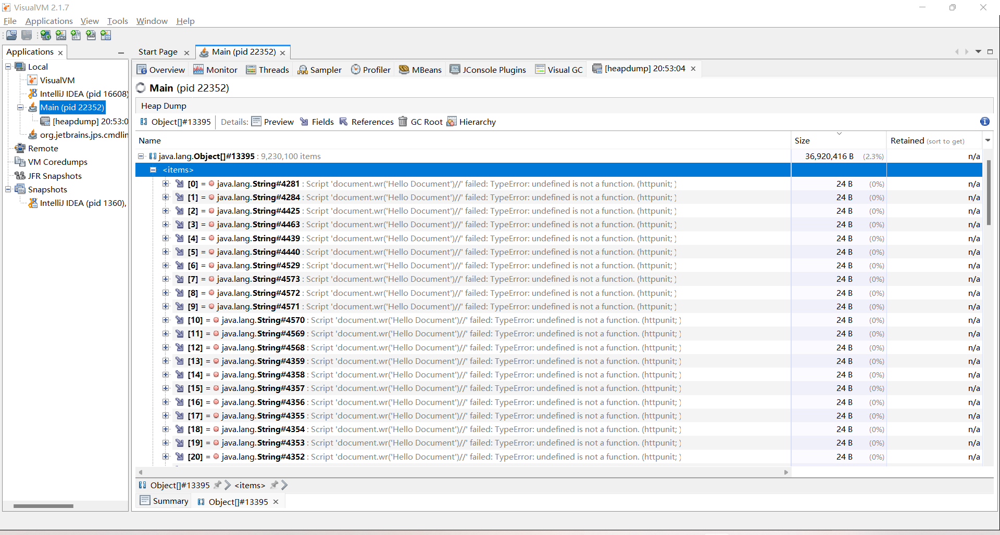 VisualVM 2.1.7
File Applications View Tools Window Help
Applications
Local
VisualVM
IntelliJ IDEA (pid 16608)
Main (pid 22352)
[heapdump] 20:53:0
org.jetbrains.jps.cmdlin
Remote
VM Coredumps
JFR Snapshots
Snapshots
IntelliJ IDEA (pid 1360),
Start Page Main (pid 22352)
Overview Monitor Threads Sampler Profiler MBeans JConsole Plugins Visual GC [heapdump] 20:53:04
Main (pid 22352)
Heap Dump
Object[]#13395 Details: Preview Fields References GC Root Hierarchy
Name Size Retained (sort to get)
java.lang.Object[]#13395 : 9,230,100 items 36,920,416 B (2.3%) n/a
<items>
[0] = java.lang.String#4281 : Script 'document.wr('Hello Document')//' failed: TypeError: undefined is not a function. (httpunit; ) 24 B (0%) n/a
[1] = java.lang.String#4284 : Script 'document.wr('Hello Document')//' failed: TypeError: undefined is not a function. (httpunit; ) 24 B (0%) n/a
[2] = java.lang.String#4425 : Script 'document.wr('Hello Document')//' failed: TypeError: undefined is not a function. (httpunit; ) 24 B (0%) n/a
[3] = java.lang.String#4463 : Script 'document.wr('Hello Document')//' failed: TypeError: undefined is not a function. (httpunit; ) 24 B (0%) n/a
[4] = java.lang.String#4439 : Script 'document.wr('Hello Document')//' failed: TypeError: undefined is not a function. (httpunit; ) 24 B (0%) n/a
[5] = java.lang.String#4440 : Script 'document.wr('Hello Document')//' failed: TypeError: undefined is not a function. (httpunit; ) 24 B (0%) n/a
[6] = java.lang.String#4529 : Script 'document.wr('Hello Document')//' failed: TypeError: undefined is not a function. (httpunit; ) 24 B (0%) n/a
[7] = java.lang.String#4573 : Script 'document.wr('Hello Document')//' failed: TypeError: undefined is not a function. (httpunit; ) 24 B (0%) n/a
[8] = java.lang.String#4572 : Script 'document.wr('Hello Document')//' failed: TypeError: undefined is not a function. (httpunit; ) 24 B (0%) n/a
[9] = java.lang.String#4571 : Script 'document.wr('Hello Document')//' failed: TypeError: undefined is not a function. (httpunit; ) 24 B (0%) n/a
[10] = java.lang.String#4570 : Script 'document.wr('Hello Document')//' failed: TypeError: undefined is not a function. (httpunit; ) 24 B (0%) n/a
[11] = java.lang.String#4569 : Script 'document.wr('Hello Document')//' failed: TypeError: undefined is not a function. (httpunit; ) 24 B (0%) n/a
[12] = java.lang.String#4568 : Script 'document.wr('Hello Document')//' failed: TypeError: undefined is not a function. (httpunit; ) 24 B (0%) n/a
[13] = java.lang.String#4359 : Script 'document.wr('Hello Document')//' failed: TypeError: undefined is not a function. (httpunit; ) 24 B (0%) n/a
[14] = java.lang.String#4358 : Script 'document.wr('Hello Document')//' failed: TypeError: undefined is not a function. (httpunit; ) 24 B (0%) n/a
[15] = java.lang.String#4357 : Script 'document.wr('Hello Document')//' failed: TypeError: undefined is not a function. (httpunit; ) 24 B (0%) n/a
[16] = java.lang.String#4356 : Script 'document.wr('Hello Document')//' failed: TypeError: undefined is not a function. (httpunit; ) 24 B (0%) n/a
[17] = java.lang.String#4355 : Script 'document.wr('Hello Document')//' failed: TypeError: undefined is not a function. (httpunit; ) 24 B (0%) n/a
[18] = java.lang.String#4354 : Script 'document.wr('Hello Document')//' failed: TypeError: undefined is not a function. (httpunit; ) 24 B (0%) n/a
[19] = java.lang.String#4353 : Script 'document.wr('Hello Document')//' failed: TypeError: undefined is not a function. (httpunit; ) 24 B (0%) n/a
[20] = java.lang.String#4352 : Script 'document.wr('Hello Document')//' failed: TypeError: undefined is not a function. (httpunit; ) 24 B (0%) n/a
Object[]#13395 <items>
Summary Object[]#13395